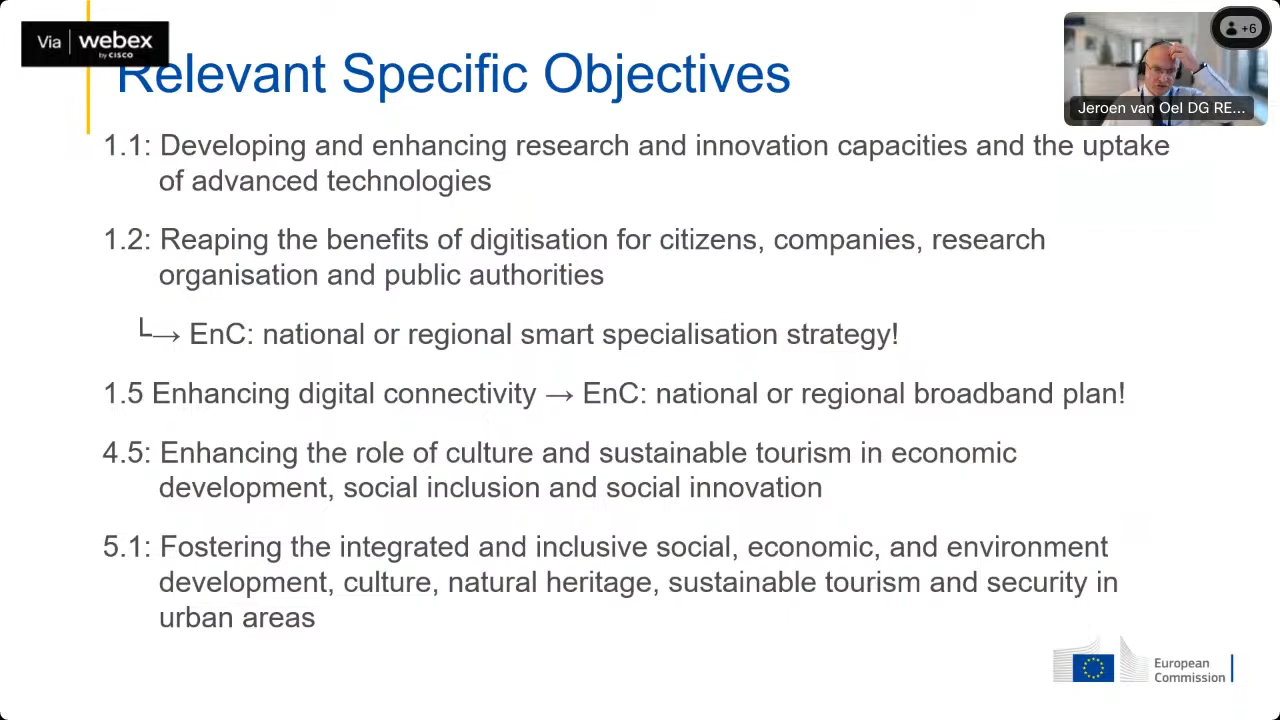 Via webex
by CISCO
Relevant Specific Objectives
+6
Jeroen van Oel DG RE...
1.1: Developing and enhancing research and innovation capacities and the uptake
of advanced technologies
1.2: Reaping the benefits of digitisation for citizens, companies, research
organisation and public authorities
└→ EnC: national or regional smart specialisation strategy!
1.5 Enhancing digital connectivity → EnC: national or regional broadband plan!
4.5: Enhancing the role of culture and sustainable tourism in economic
development, social inclusion and social innovation
5.1: Fostering the integrated and inclusive social, economic, and environment
development, culture, natural heritage, sustainable tourism and security in
urban areas
European
Commission